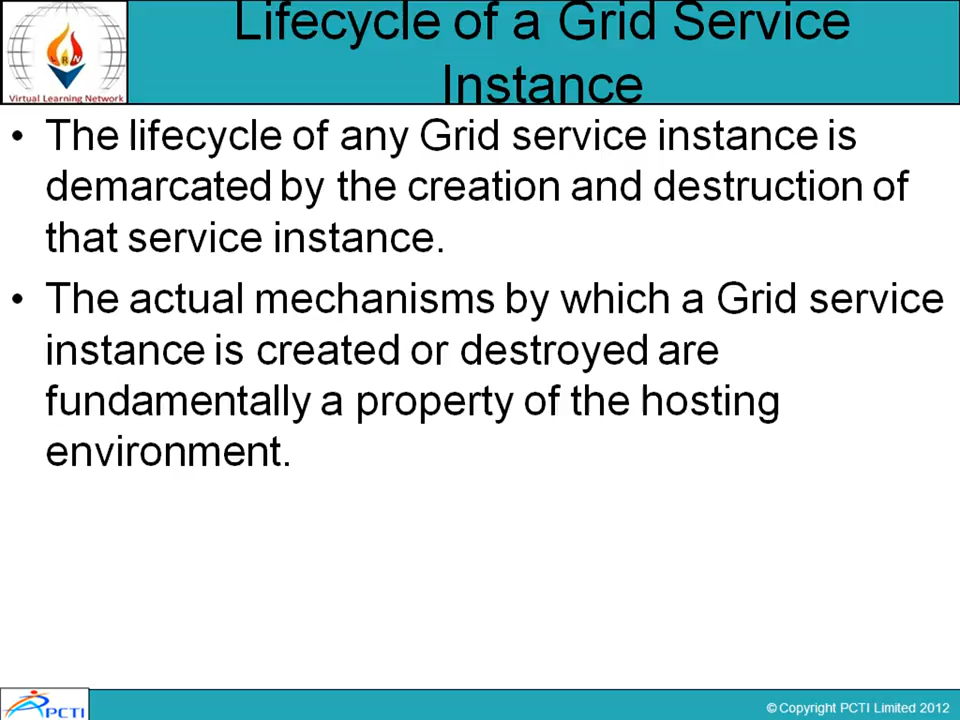 Lifecycle of a Grid Service
Instance
LRN
Virtual Learning Network
• The lifecycle of any Grid service instance is
demarcated by the creation and destruction of
that service instance.
• The actual mechanisms by which a Grid service
instance is created or destroyed are
fundamentally a property of the hosting
environment.
PCTI
© Copyright PCTI Limited 2012